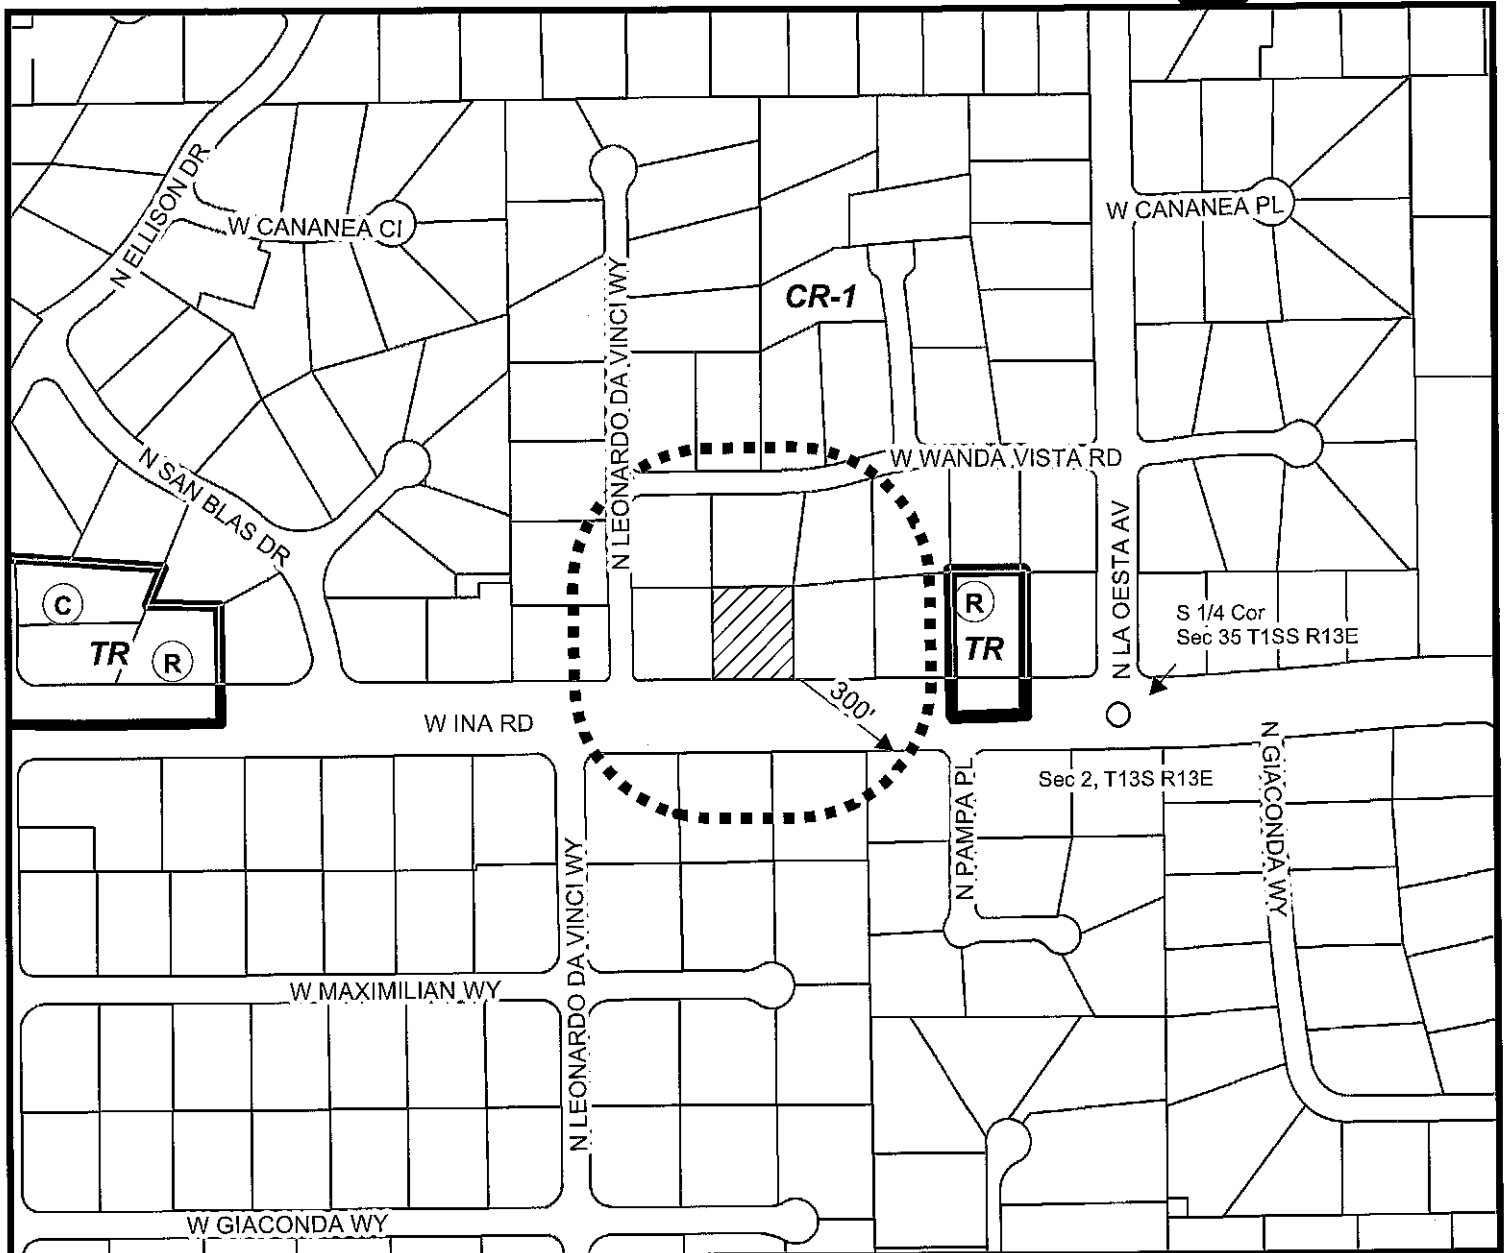 N ELLISON DR
W CANANEA CI
W CANANEA PL
CR-1
N LEONARDO DA VINCI WY
W WANDA VISTA RD
N SAN BLAS DR
N LA OESTA AV
C
TR
R
R
TR
S 1/4 Cor
Sec 35 T1SS R13E
300'
W INA RD
N PAMPA PL
Sec 2, T13S R13E
N GIACONDA WY
N LEONARDO DA VINCI WY
W MAXIMILIAN WY
W GIACONDA WY